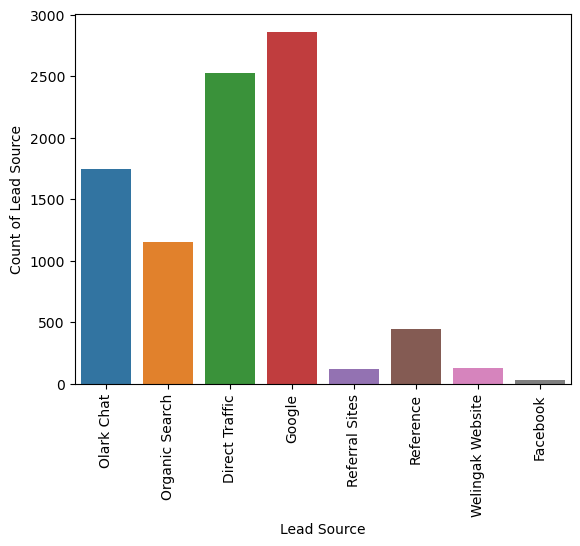 3000
2500
2000
1500
1000
500
0
Count of Lead Source
Olark Chat
Organic Search
Direct Traffic
Google
Referral Sites
Reference
Welingak Website
Facebook
Lead Source